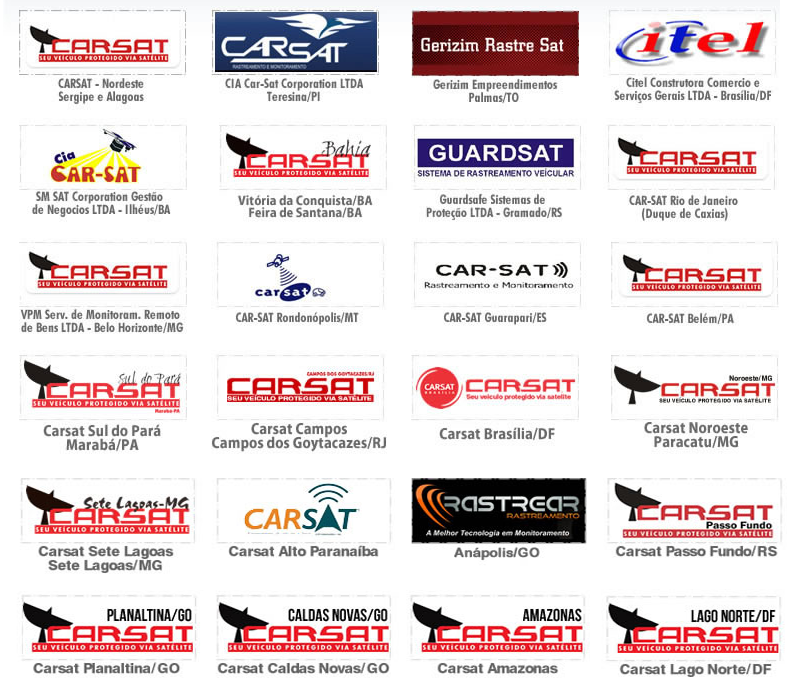 CARSAT
SEU VEÍCULO PROTEGIDO VIA SATÉLITE
CARSAT - Nordeste
Sergipe e Alagoas
CARSAT
RASTREAMENTO E MONITORAMENTO
CIA Car-Sat Corporation LTDA
Teresina/PI
Gerizim Rastre Sat
Gerizim Empreendimentos
Palmas/TO
citel
Citel Construtora Comercio e
Serviços Gerais LTDA - Brasilia/DF
Cia
CAR-SAT
SM SAT Corporation Gestão
de Negocios LTDA - Ilhéus/BA
Bahia
CARSAT
SEU VEÍCULO PROTEGIDO VIA SATÉLITE
Vitória da Conquista/BA
Feira de Santana/BA
GUARDSAT
SISTEMA DE RASTREAMENTO VEÍCULAR
Guardsafe Sistemas de
Proteção LTDA - Gramado/RS
CARSAT
SEU VEÍCULO PROTEGIDO VIA SATÉLITE
CAR-SAT Rio de Janeiro
(Duque de Caxias)
CARSAT
SEU VEÍCULO PROTEGIDO VIA SATÉLITE
VPM Serv. de Monitoram. Remoto
de Bens LTDA - Belo Horizonte/MG
carsat
CAR-SAT Rondonópolis/MT
CAR-SAT
Rastreamento e Monitoramento
CAR-SAT Guarapari/ES
CARSAT
SEU VEÍCULO PROTEGIDO VIA SATÉLITE
CAR-SAT Belém/PA
Sul do Pará
CARSAT
SEU VEÍCULO PROTEGIDO VIA SATÉLITE
Marabá-PA
Carsat Sul do Pará
Marabá/PA
CAMPOS DOS GOYTACAZES/RJ
CARSAT
SEU VEÍCULO PROTEGIDO VIA SATÉLITE
Carsat Campos
Campos dos Goytacazes/RJ
CARSAT
BRASÍLIA
CARSAT
Seu veículo protegido via satelite
Carsat Brasília/DF
Noroeste/MG
CARSAT
SEU VEÍCULO PROTEGIDO VIA SATÉLITE
Carsat Noroeste
Paracatu/MG
Sete Lagoas-MG
CARSAT
SEU VEÍCULO PROTEGIDO VIA SATÉLITE
Carsat Sete Lagoas
Sete Lagoas/MG
CARSAT
Carsat Alto Paranaíba
RASTREAR
RASTREAMENTO
A Melhor Tecnologia em Monitoramento
Anápolis/GO
CARSAT
Passo Fundo
SEU VEÍCULO PROTEGIDO VIA SATÉLITE
Carsat Passo Fundo/RS
PLANALTINA/GO
CARSAT
SEU VEÍCULO PROTEGIDO VIA SATÉLITE
Carsat Planaltina/GO
CALDAS NOVAS/GO
CARSAT
SEU VEÍCULO PROTEGIDO VIA SATÉLITE
Carsat Caldas Novas/GO
AMAZONAS
CARSAT
SEU VEÍCULO PROTEGIDO VIA SATÉLITE
Carsat Amazonas
LAGO NORTE/DF
CARSAT
SEU VEÍCULO PROTEGIDO VIA SATÉLITE
Carsat Lago Norte/DF